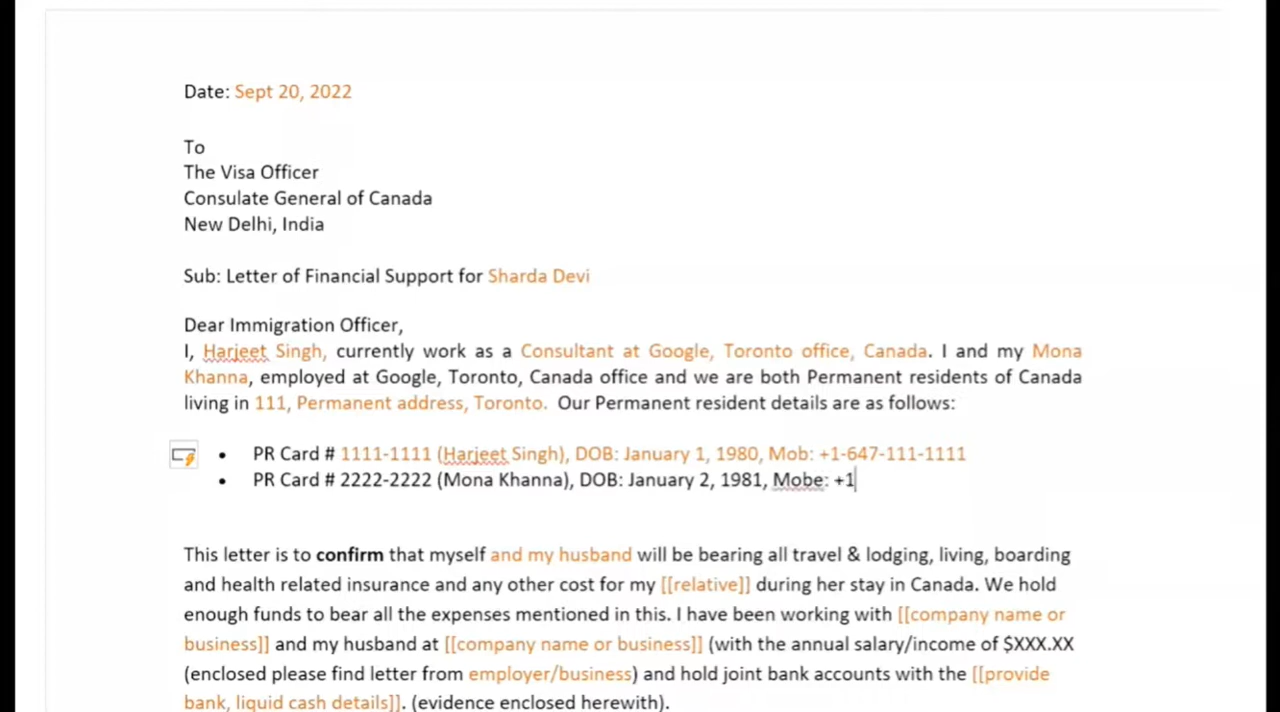 Date: Sept 20, 2022
To
The Visa Officer
Consulate General of Canada
New Delhi, India
Sub: Letter of Financial Support for Sharda Devi
Dear Immigration Officer,
I, Harjeet Singh, currently work as a Consultant at Google, Toronto office, Canada. I and my Mona
Khanna, employed at Google, Toronto, Canada office and we are both Permanent residents of Canada
living in 111, Permanent address, Toronto. Our Permanent resident details are as follows:
• PR Card # 1111-1111 (Harjeet Singh), DOB: January 1, 1980, Mob: +1-647-111-1111
• PR Card # 2222-2222 (Mona Khanna), DOB: January 2, 1981, Mobe: +1
This letter is to confirm that myself and my husband will be bearing all travel & lodging, living, boarding
and health related insurance and any other cost for my [[relative]] during her stay in Canada. We hold
enough funds to bear all the expenses mentioned in this. I have been working with [[company name or
business]] and my husband at [[company name or business]] (with the annual salary/income of $XXX.XX
(enclosed please find letter from employer/business) and hold joint bank accounts with the [[provide
bank, liquid cash details]]. (evidence enclosed herewith).